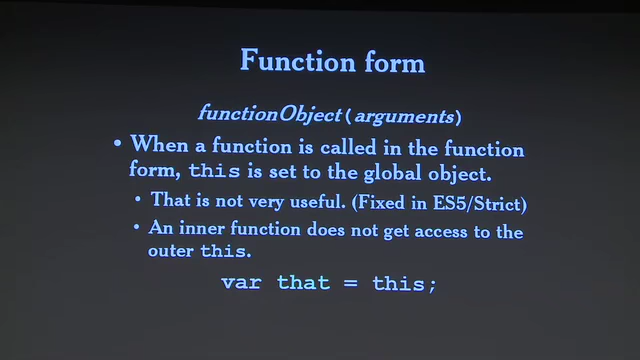 Function form
functionObject(arguments)
• When a function is called in the function
form, this is set to the global object.
• That is not very useful. (Fixed in ES5/Strict)
• An inner function does not get access to the
outer this.
var that = this;